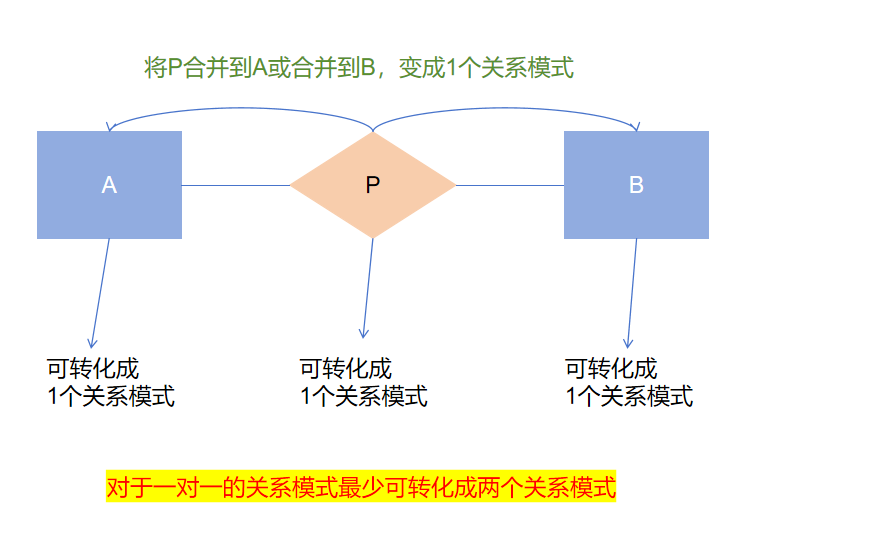 将P合并到A或合并到B，变成1个关系模式
A
P
B
可转化成
1个关系模式
可转化成
1个关系模式
可转化成
1个关系模式
对于一对一的关系模式最少可转化成两个关系模式